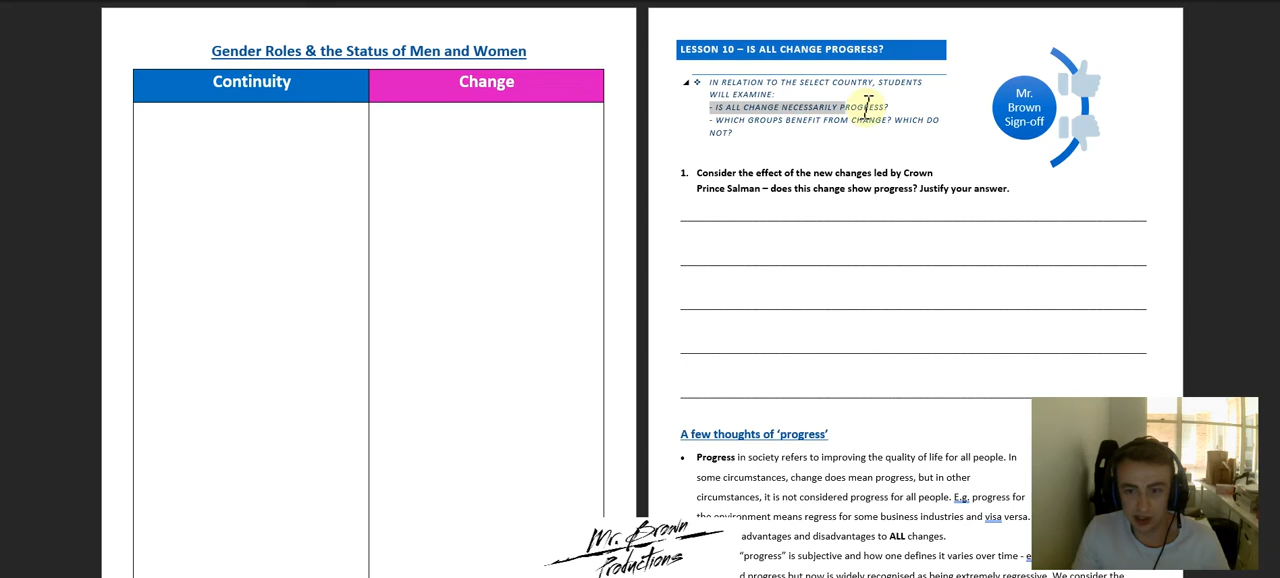 Gender Roles & the Status of Men and Women
Continuity
Change
LESSON 10 – IS ALL CHANGE PROGRESS?
IN RELATION TO THE SELECT COUNTRY, STUDENTS
WILL EXAMINE:
- IS ALL CHANGE NECESSARILY PROGRESS?
- WHICH GROUPS BENEFIT FROM CHANGE? WHICH DO
NOT?
Mr.
Brown
Sign-off
1. Consider the effect of the new changes led by Crown
Prince Salman – does this change show progress? Justify your answer.
A few thoughts of ‘progress’
• Progress in society refers to improving the quality of life for all people. In
some circumstances, change does mean progress, but in other
circumstances, it is not considered progress for all people. E.g. progress for
the environment means regress for some business industries and visa versa.
advantages and disadvantages to ALL changes.
"progress" is subjective and how one defines it varies over time - e
d progress but now is widely recognised as being extremely regressive. We consider the
Mr. Brown
Productions